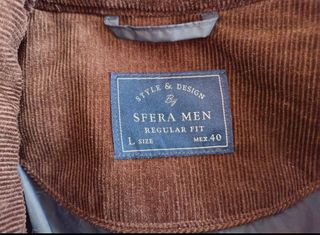 STYLE & DESIGN
By
SFERA MEN
REGULAR FIT
L SIZE MEX.40